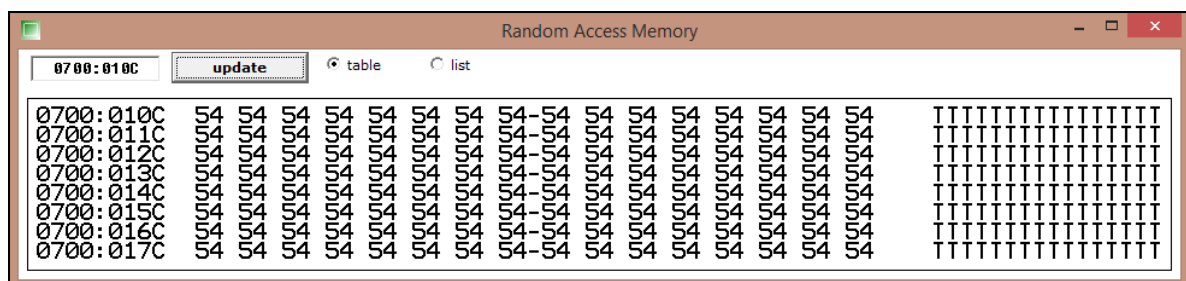 Random Access Memory
0700:010C update table list
0700:010C 54 54 54 54 54 54 54 54-54 54 54 54 54 54 54 54 TTTTTTTTTTTTTTTT
0700:011C 54 54 54 54 54 54 54 54-54 54 54 54 54 54 54 54 TTTTTTTTTTTTTTTT
0700:012C 54 54 54 54 54 54 54 54-54 54 54 54 54 54 54 54 TTTTTTTTTTTTTTTT
0700:013C 54 54 54 54 54 54 54 54-54 54 54 54 54 54 54 54 TTTTTTTTTTTTTTTT
0700:014C 54 54 54 54 54 54 54 54-54 54 54 54 54 54 54 54 TTTTTTTTTTTTTTTT
0700:015C 54 54 54 54 54 54 54 54-54 54 54 54 54 54 54 54 TTTTTTTTTTTTTTTT
0700:016C 54 54 54 54 54 54 54 54-54 54 54 54 54 54 54 54 TTTTTTTTTTTTTTTT
0700:017C 54 54 54 54 54 54 54 54-54 54 54 54 54 54 54 54 TTTTTTTTTTTTTTTT